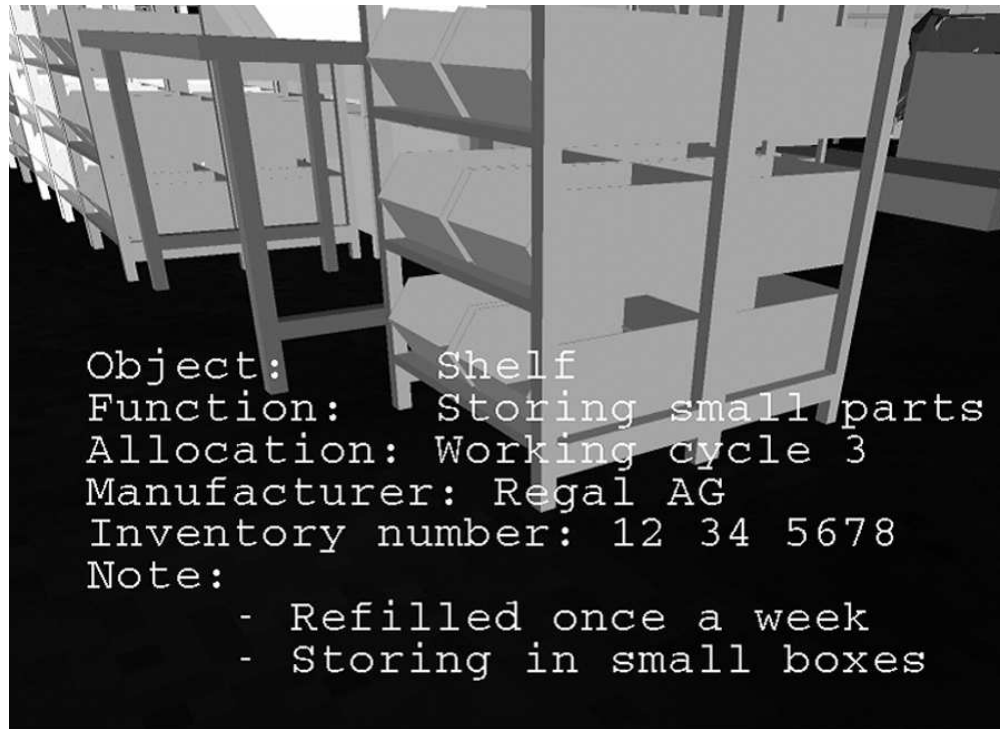 Object: Shelf
Function: Storing small parts
Allocation: Working cycle 3
Manufacturer: Regal AG
Inventory number: 12 34 5678
Note:
- Refilled once a week
- Storing in small boxes